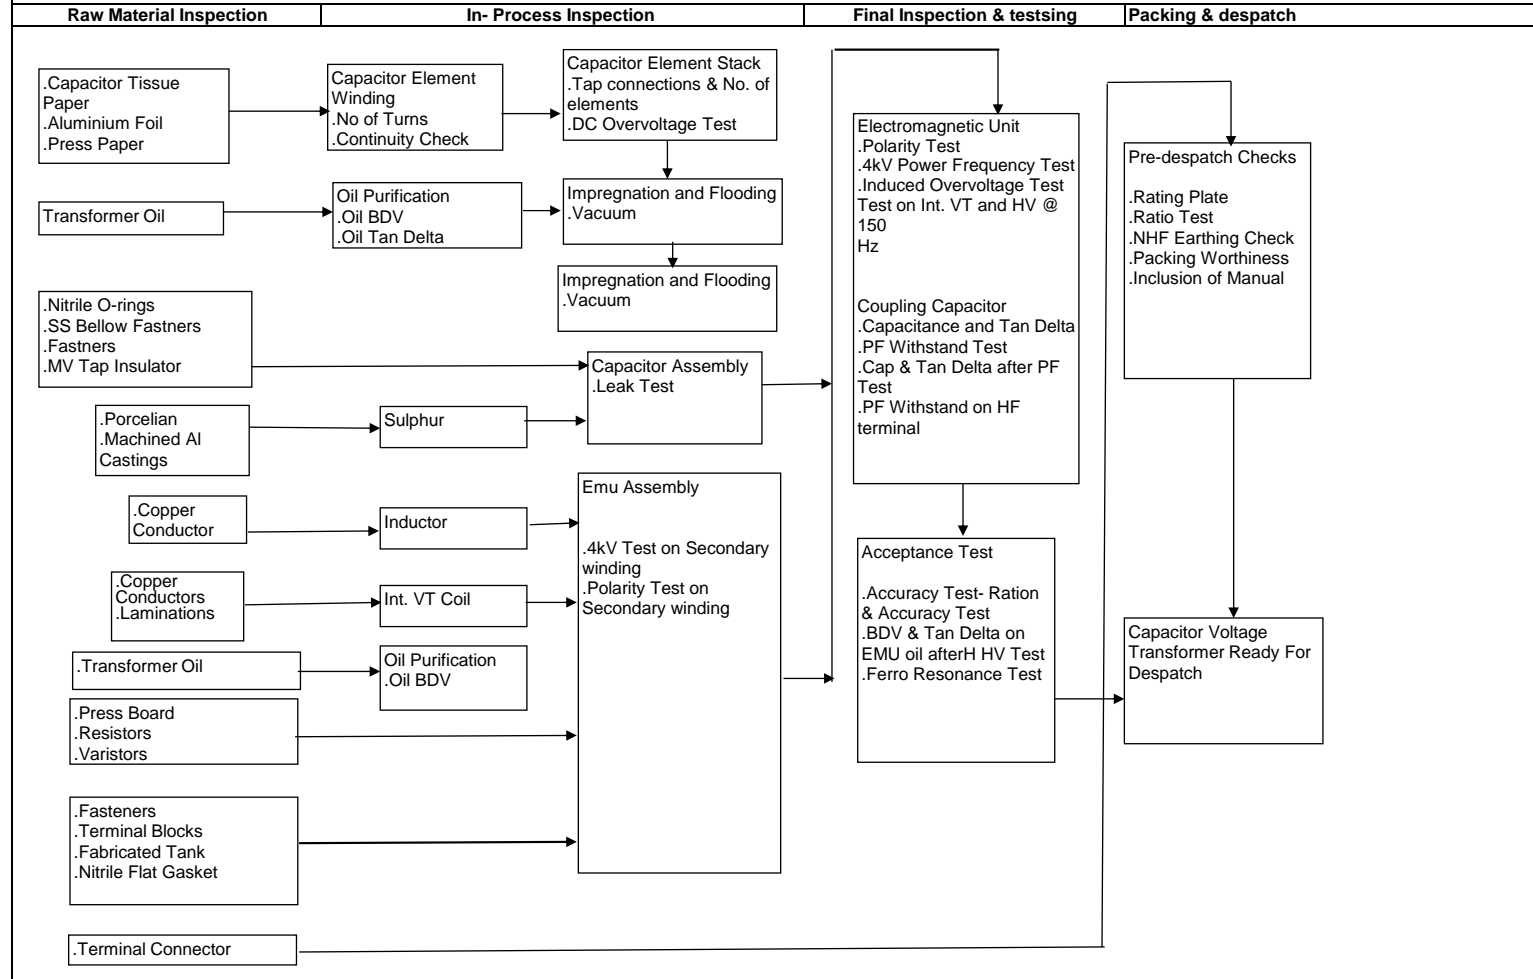 Raw Material Inspection
In- Process Inspection
Final Inspection & testsing
Packing & despatch
.Capacitor Tissue
Paper
.Aluminium Foil
.Press Paper
Capacitor Element
Winding
.No of Turns
.Continuity Check
Capacitor Element Stack
.Tap connections & No. of
elements
.DC Overvoltage Test
Transformer Oil
Oil Purification
.Oil BDV
.Oil Tan Delta
Impregnation and Flooding
.Vacuum
Impregnation and Flooding
.Vacuum
.Nitrile O-rings
.SS Bellow Fastners
.Fastners
.MV Tap Insulator
Capacitor Assembly
.Leak Test
.Porcelian
.Machined Al
Castings
Sulphur
.Copper
Conductor
Inductor
Emu Assembly
.4kV Test on Secondary
winding
.Polarity Test on
Secondary winding
.Copper
Conductors
.Laminations
Int. VT Coil
.Transformer Oil
Oil Purification
.Oil BDV
.Press Board
.Resistors
.Varistors
.Fasteners
.Terminal Blocks
.Fabricated Tank
.Nitrile Flat Gasket
.Terminal Connector
Electromagnetic Unit
.Polarity Test
.4kV Power Frequency Test
.Induced Overvoltage Test
Test on Int. VT and HV @
150
Hz
Coupling Capacitor
.Capacitance and Tan Delta
.PF Withstand Test
.Cap & Tan Delta after PF
Test
.PF Withstand on HF
terminal
Acceptance Test
.Accuracy Test- Ration
& Accuracy Test
.BDV & Tan Delta on
EMU oil afterH HV Test
.Ferro Resonance Test
Pre-despatch Checks
.Rating Plate
.Ratio Test
.NHF Earthing Check
.Packing Worthiness
.Inclusion of Manual
Capacitor Voltage
Transformer Ready For
Despatch